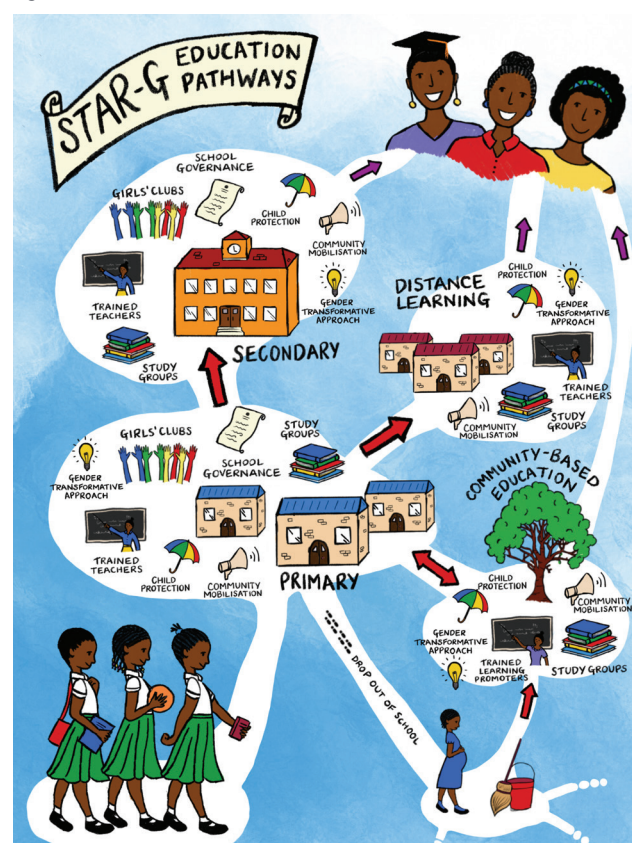 STAR-G EDUCATION
PATHWAYS
SCHOOL
GOVERNANCE
GIRLS' CLUBS
CHILD
PROTECTION
COMMUNITY
MOBILISATION
TRAINED
TEACHERS
GENDER
TRANSFORMATIVE
APPROACH
STUDY
GROUPS
SECONDARY
DISTANCE
LEARNING
CHILD
PROTECTION
GENDER
TRANSFORMATIVE
APPROACH
TRAINED
TEACHERS
STUDY
GROUPS
COMMUNITY
MOBILISATION
GIRLS' CLUBS
SCHOOL
GOVERNANCE
STUDY
GROUPS
GENDER
TRANSFORMATIVE
APPROACH
TRAINED
TEACHERS
CHILD
PROTECTION
COMMUNITY
MOBILISATION
PRIMARY
COMMUNITY-BASED
EDUCATION
CHILD
PROTECTION
COMMUNITY
MOBILISATION
GENDER
TRANSFORMATIVE
APPROACH
TRAINED
LEARNING
PROMOTERS
STUDY GROUPS
DROP OUT OF SCHOOL